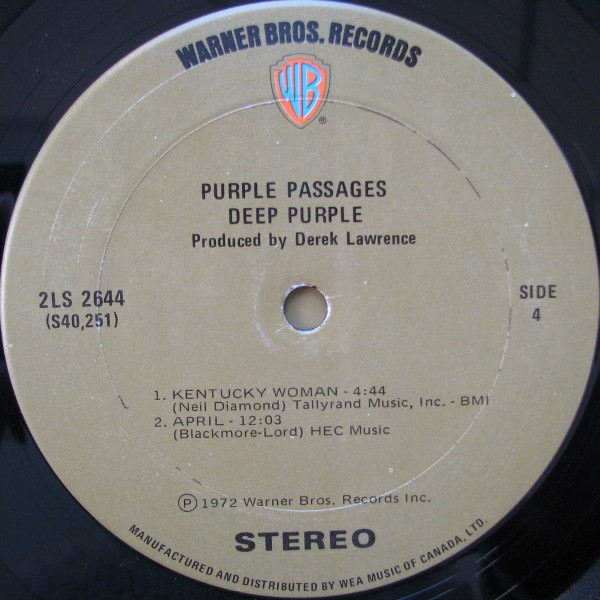 WARNER BROS. RECORDS
WB
®
PURPLE PASSAGES
DEEP PURPLE
Produced by Derek Lawrence
2LS 2644
(S40,251)
SIDE
4
1. KENTUCKY WOMAN - 4:44
(Neil Diamond) Tallyrand Music, Inc. - BMI
2. APRIL - 12:03
(Blackmore-Lord) HEC Music
Ⓟ 1972 Warner Bros. Records Inc.
STEREO
MANUFACTURED AND DISTRIBUTED BY WEA MUSIC OF CANADA, LTD.